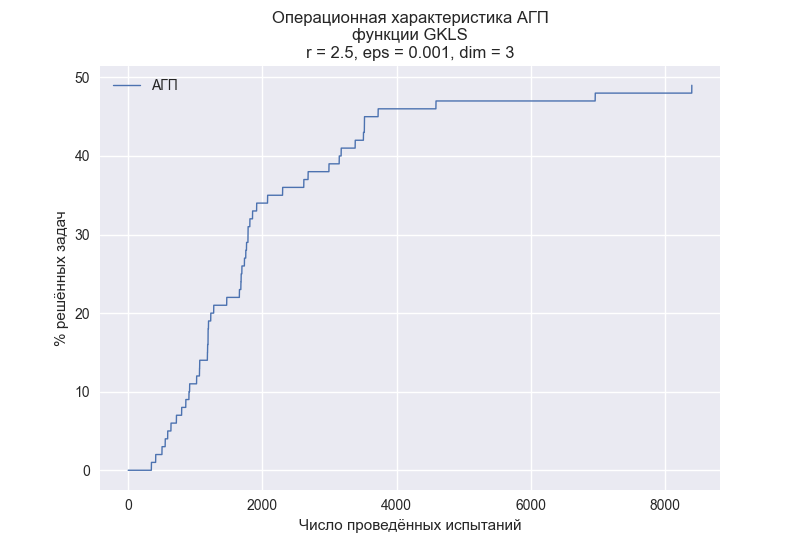 Операционная характеристика АГП
функции GKLS
r = 2.5, eps = 0.001, dim = 3
АГП
% решённых задач
50
40
30
20
10
0
0 2000 4000 6000 8000
Число проведённых испытаний